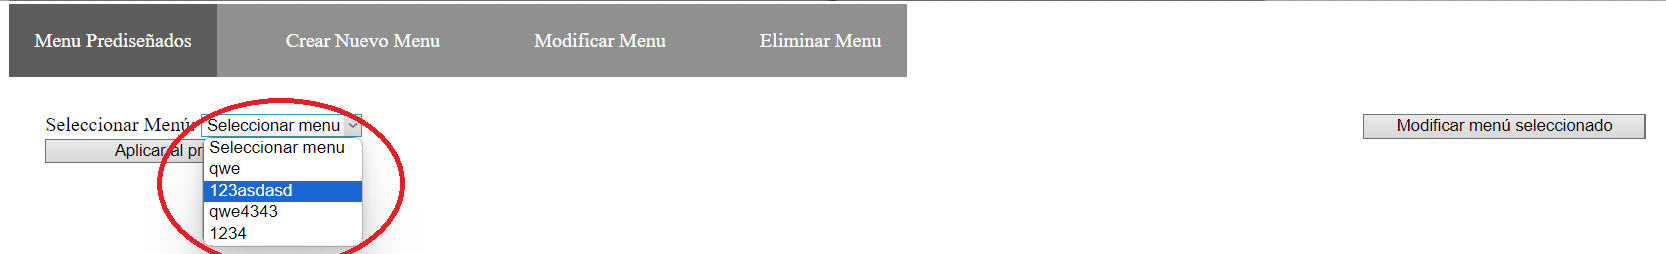 Menu Prediseñados Crear Nuevo Menu Modificar Menu Eliminar Menu
Seleccionar Menú: Seleccionar menu Modificar menú seleccionado
Aplicar al pr
Seleccionar menu
qwe
123asdasd
qwe4343
1234